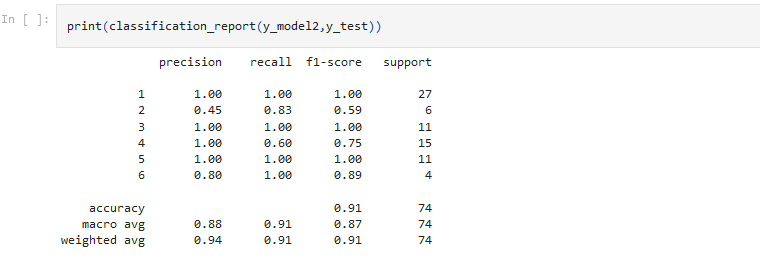 In [ ]: print(classification_report(y_model2,y_test))
precision recall f1-score support
1 1.00 1.00 1.00 27
2 0.45 0.83 0.59 6
3 1.00 1.00 1.00 11
4 1.00 0.60 0.75 15
5 1.00 1.00 1.00 11
6 0.80 1.00 0.89 4
accuracy 0.91 74
macro avg 0.88 0.91 0.87 74
weighted avg 0.94 0.91 0.91 74